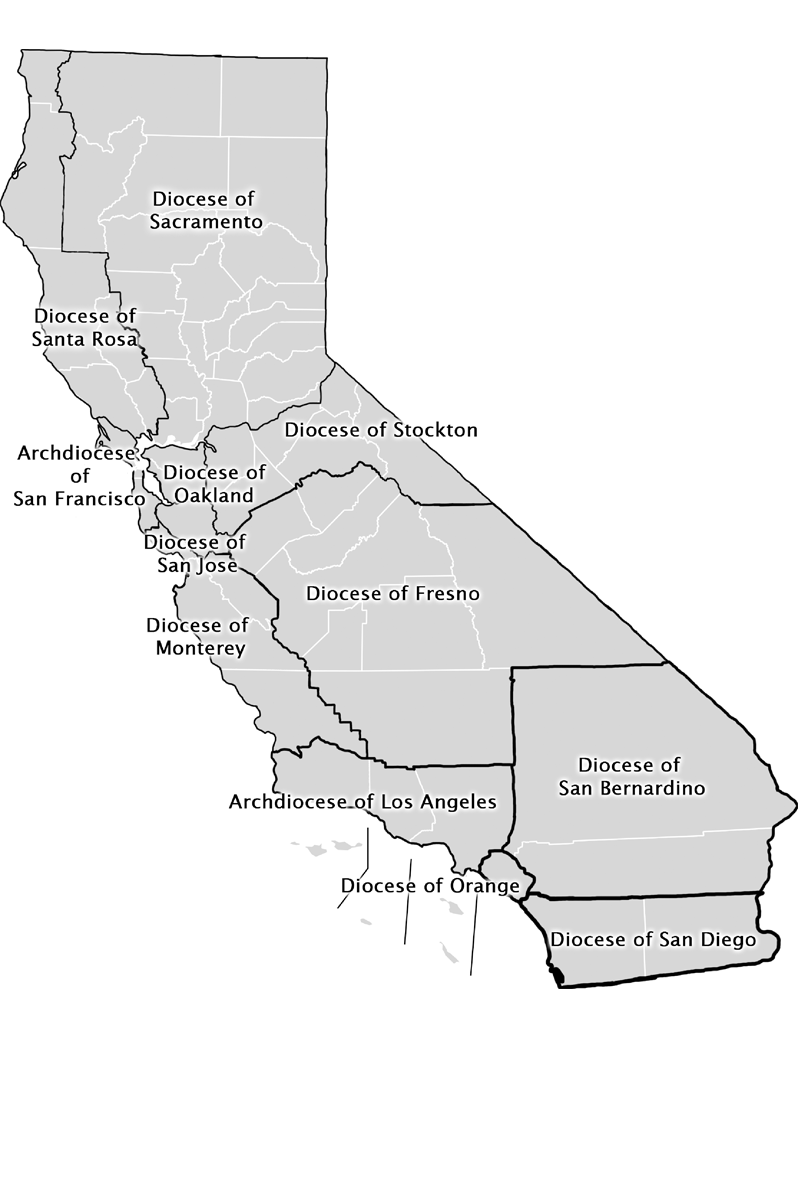 Diocese of
Sacramento
Diocese of
Santa Rosa
Diocese of Stockton
Archdiocese
of
San Francisco
Diocese of
Oakland
Diocese of
San Jose
Diocese of Fresno
Diocese of
Monterey
Diocese of
San Bernardino
Archdiocese of Los Angeles
Diocese of Orange
Diocese of San Diego